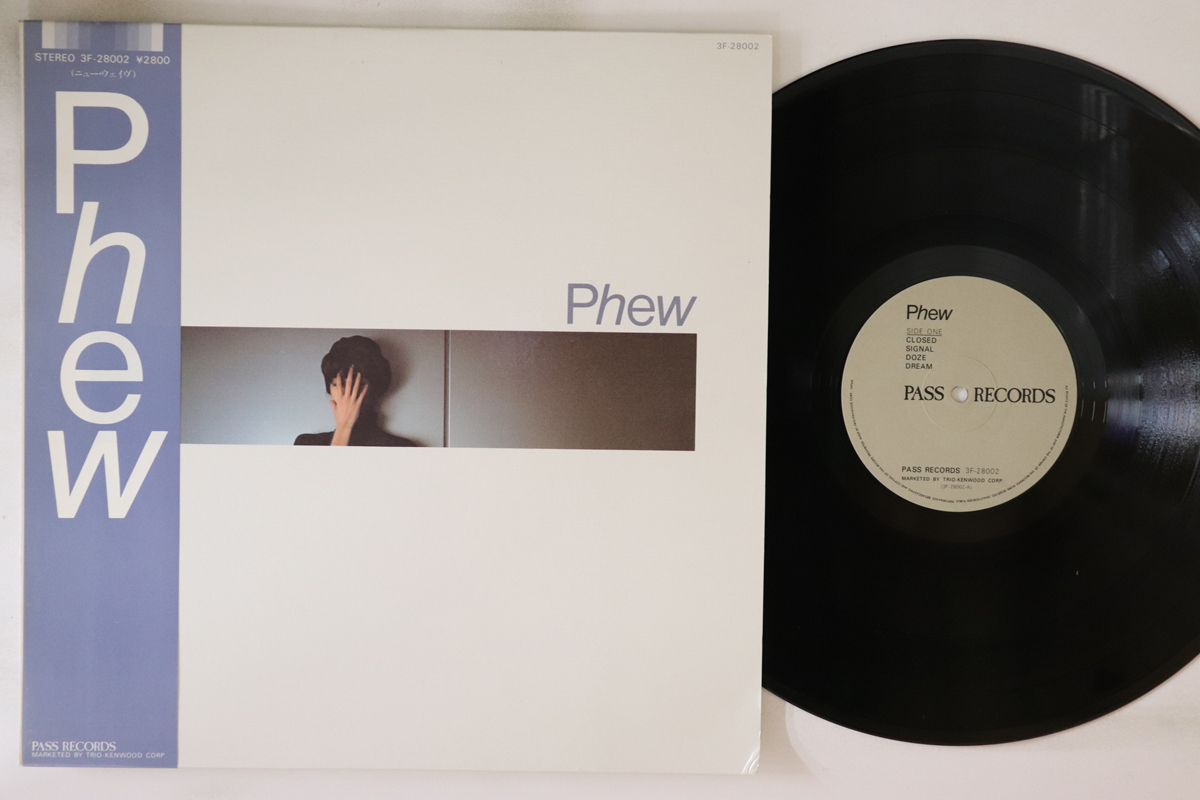 STEREO 3F-28002 ¥2800
(ニュー・ウェイヴ)
Phew
PASS RECORDS
MARKETED BY TRIO-KENWOOD CORP
3F-28002
Phew
Phew
SIDE ONE
CLOSED
SIGNAL
DOZE
DREAM
PASS RECORDS
PASS RECORDS 3F-28002
MARKETED BY TRIO-KENWOOD CORP.
(3F-28002-A)